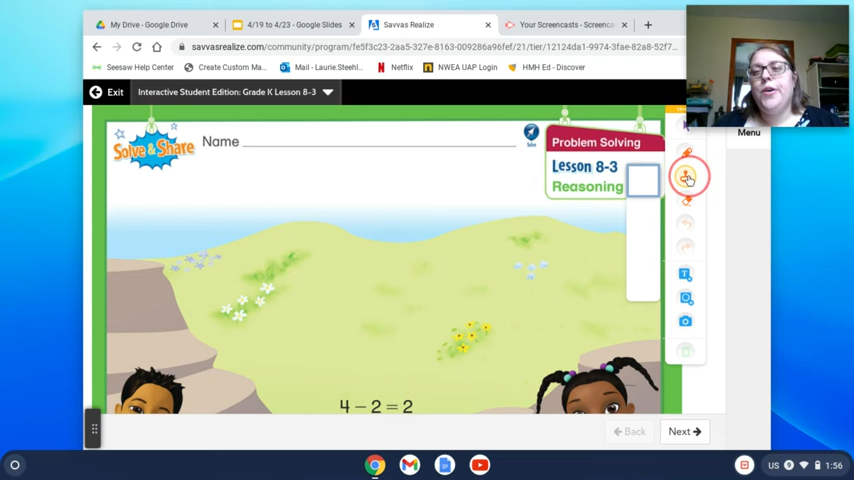 My Drive - Google Drive
4/19 to 4/23 - Google Slides
Savvas Realize
Your Screencasts - Screenca
savvasrealize.com/community/program/fe5f3c23-2aa5-327e-8163-009286a96fef/21/tier/12124da1-9974-3fae-82a8-52f7...
Seesaw Help Center
Create Custom Ma...
Mail - Laurie.Steehl...
Netflix
NWEA UAP Login
HMH Ed - Discover
Exit
Interactive Student Edition: Grade K Lesson 8-3
Menu
Solve & Share
Name
Solve
Problem Solving
Lesson 8-3
Reasoning
4 − 2 = 2
Back
Next
US
9
1:56